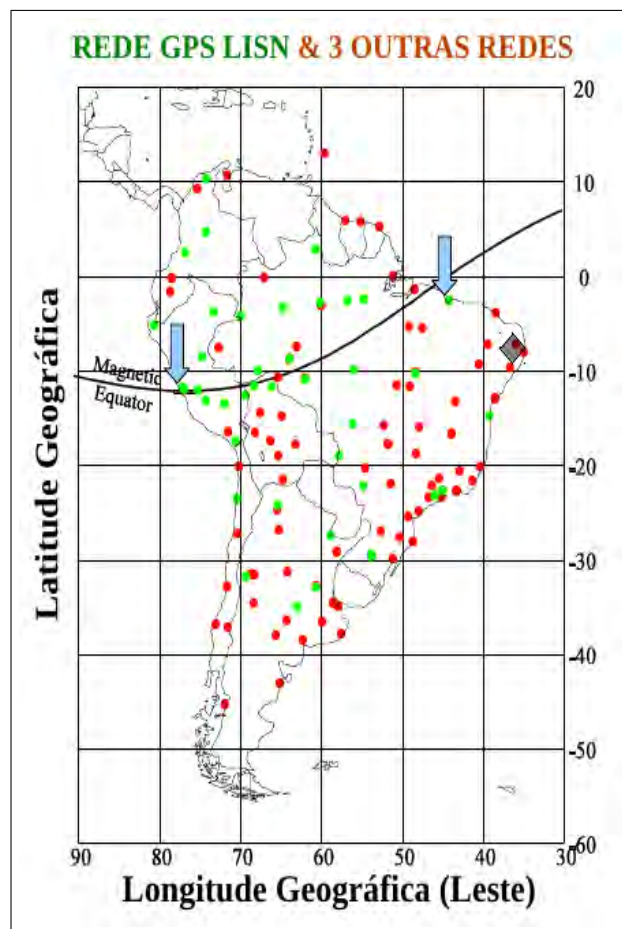 REDE GPS LISN & 3 OUTRAS REDES
20
10
0
-10
-20
-30
-40
-50
-60
Magnetic
Equator
Latitude Geográfica
90 80 70 60 50 40 30
Longitude Geográfica (Leste)